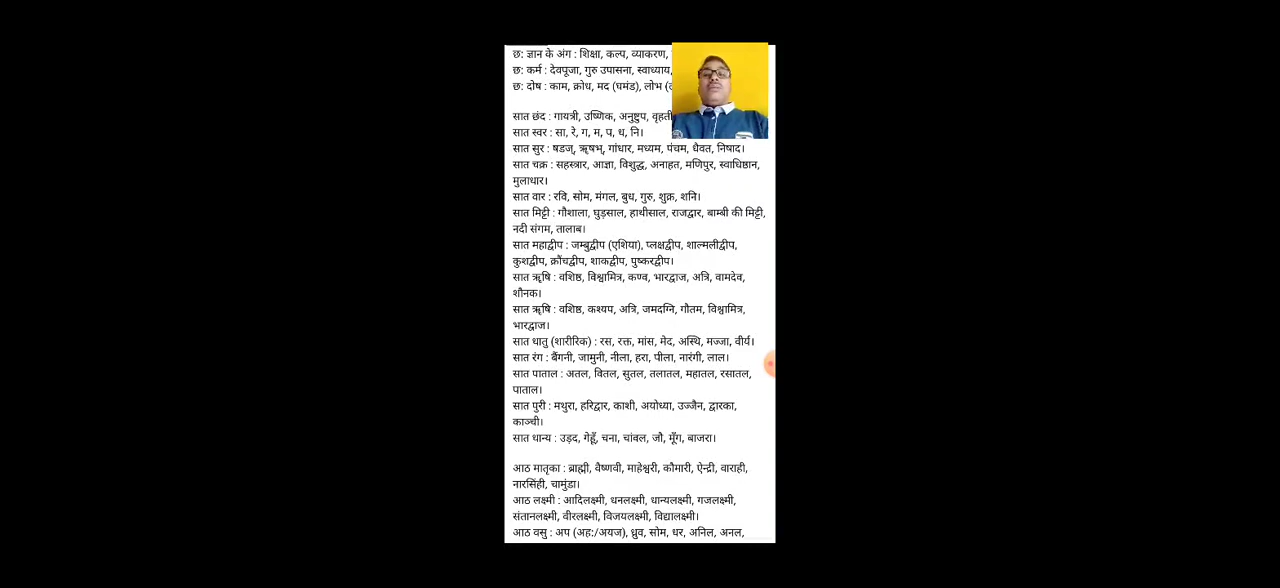 छ: ज्ञान के अंग : शिक्षा, कल्प, व्याकरण,
छ: कर्म : देवपूजा, गुरु उपासना, स्वाध्याय,
छ: दोष : काम, क्रोध, मद (घमंड), लोभ
सात छंद : गायत्री, उष्णिक, अनुष्टुप, वृहती
सात स्वर : सा, रे, ग, म, प, ध, नि।
सात सुर : षडज्, ऋषभ्, गांधार, मध्यम, पंचम, धैवत, निषाद।
सात चक्र : सहस्त्रार, आज्ञा, विशुद्ध, अनाहत, मणिपुर, स्वाधिष्ठान,
मुलाधार।
सात वार : रवि, सोम, मंगल, बुध, गुरु, शुक्र, शनि।
सात मिट्टी : गौशाला, घुड़साल, हाथीसाल, राजद्वार, बाम्बी की मिट्टी,
नदी संगम, तालाब।
सात महाद्वीप : जम्बुद्वीप (एशिया), प्लक्षद्वीप, शाल्मलीद्वीप,
कुशद्वीप, क्रौंचद्वीप, शाकद्वीप, पुष्करद्वीप।
सात ऋषि : वशिष्ठ, विश्वामित्र, कण्व, भारद्वाज, अत्रि, वामदेव,
शौनक।
सात ऋषि : वशिष्ठ, कश्यप, अत्रि, जमदग्नि, गौतम, विश्वामित्र,
भारद्वाज।
सात धातु (शारीरिक) : रस, रक्त, मांस, मेद, अस्थि, मज्जा, वीर्य।
सात रंग : बैंगनी, जामुनी, नीला, हरा, पीला, नारंगी, लाल।
सात पाताल : अतल, वितल, सुतल, तलातल, महातल, रसातल,
पाताल।
सात पुरी : मथुरा, हरिद्वार, काशी, अयोध्या, उज्जैन, द्वारका,
काञ्ची।
सात धान्य : उड़द, गेहूँ, चना, चांवल, जौ, मूँग, बाजरा।
आठ मातृका : ब्राह्मी, वैष्णवी, माहेश्वरी, कौमारी, ऐन्द्री, वाराही,
नारसिंही, चामुंडा।
आठ लक्ष्मी : आदिलक्ष्मी, धनलक्ष्मी, धान्यलक्ष्मी, गजलक्ष्मी,
संतानलक्ष्मी, वीरलक्ष्मी, विजयलक्ष्मी, विद्यालक्ष्मी।
आठ वसु : अप (अह:/अयज), ध्रुव, सोम, धर, अनिल, अनल,